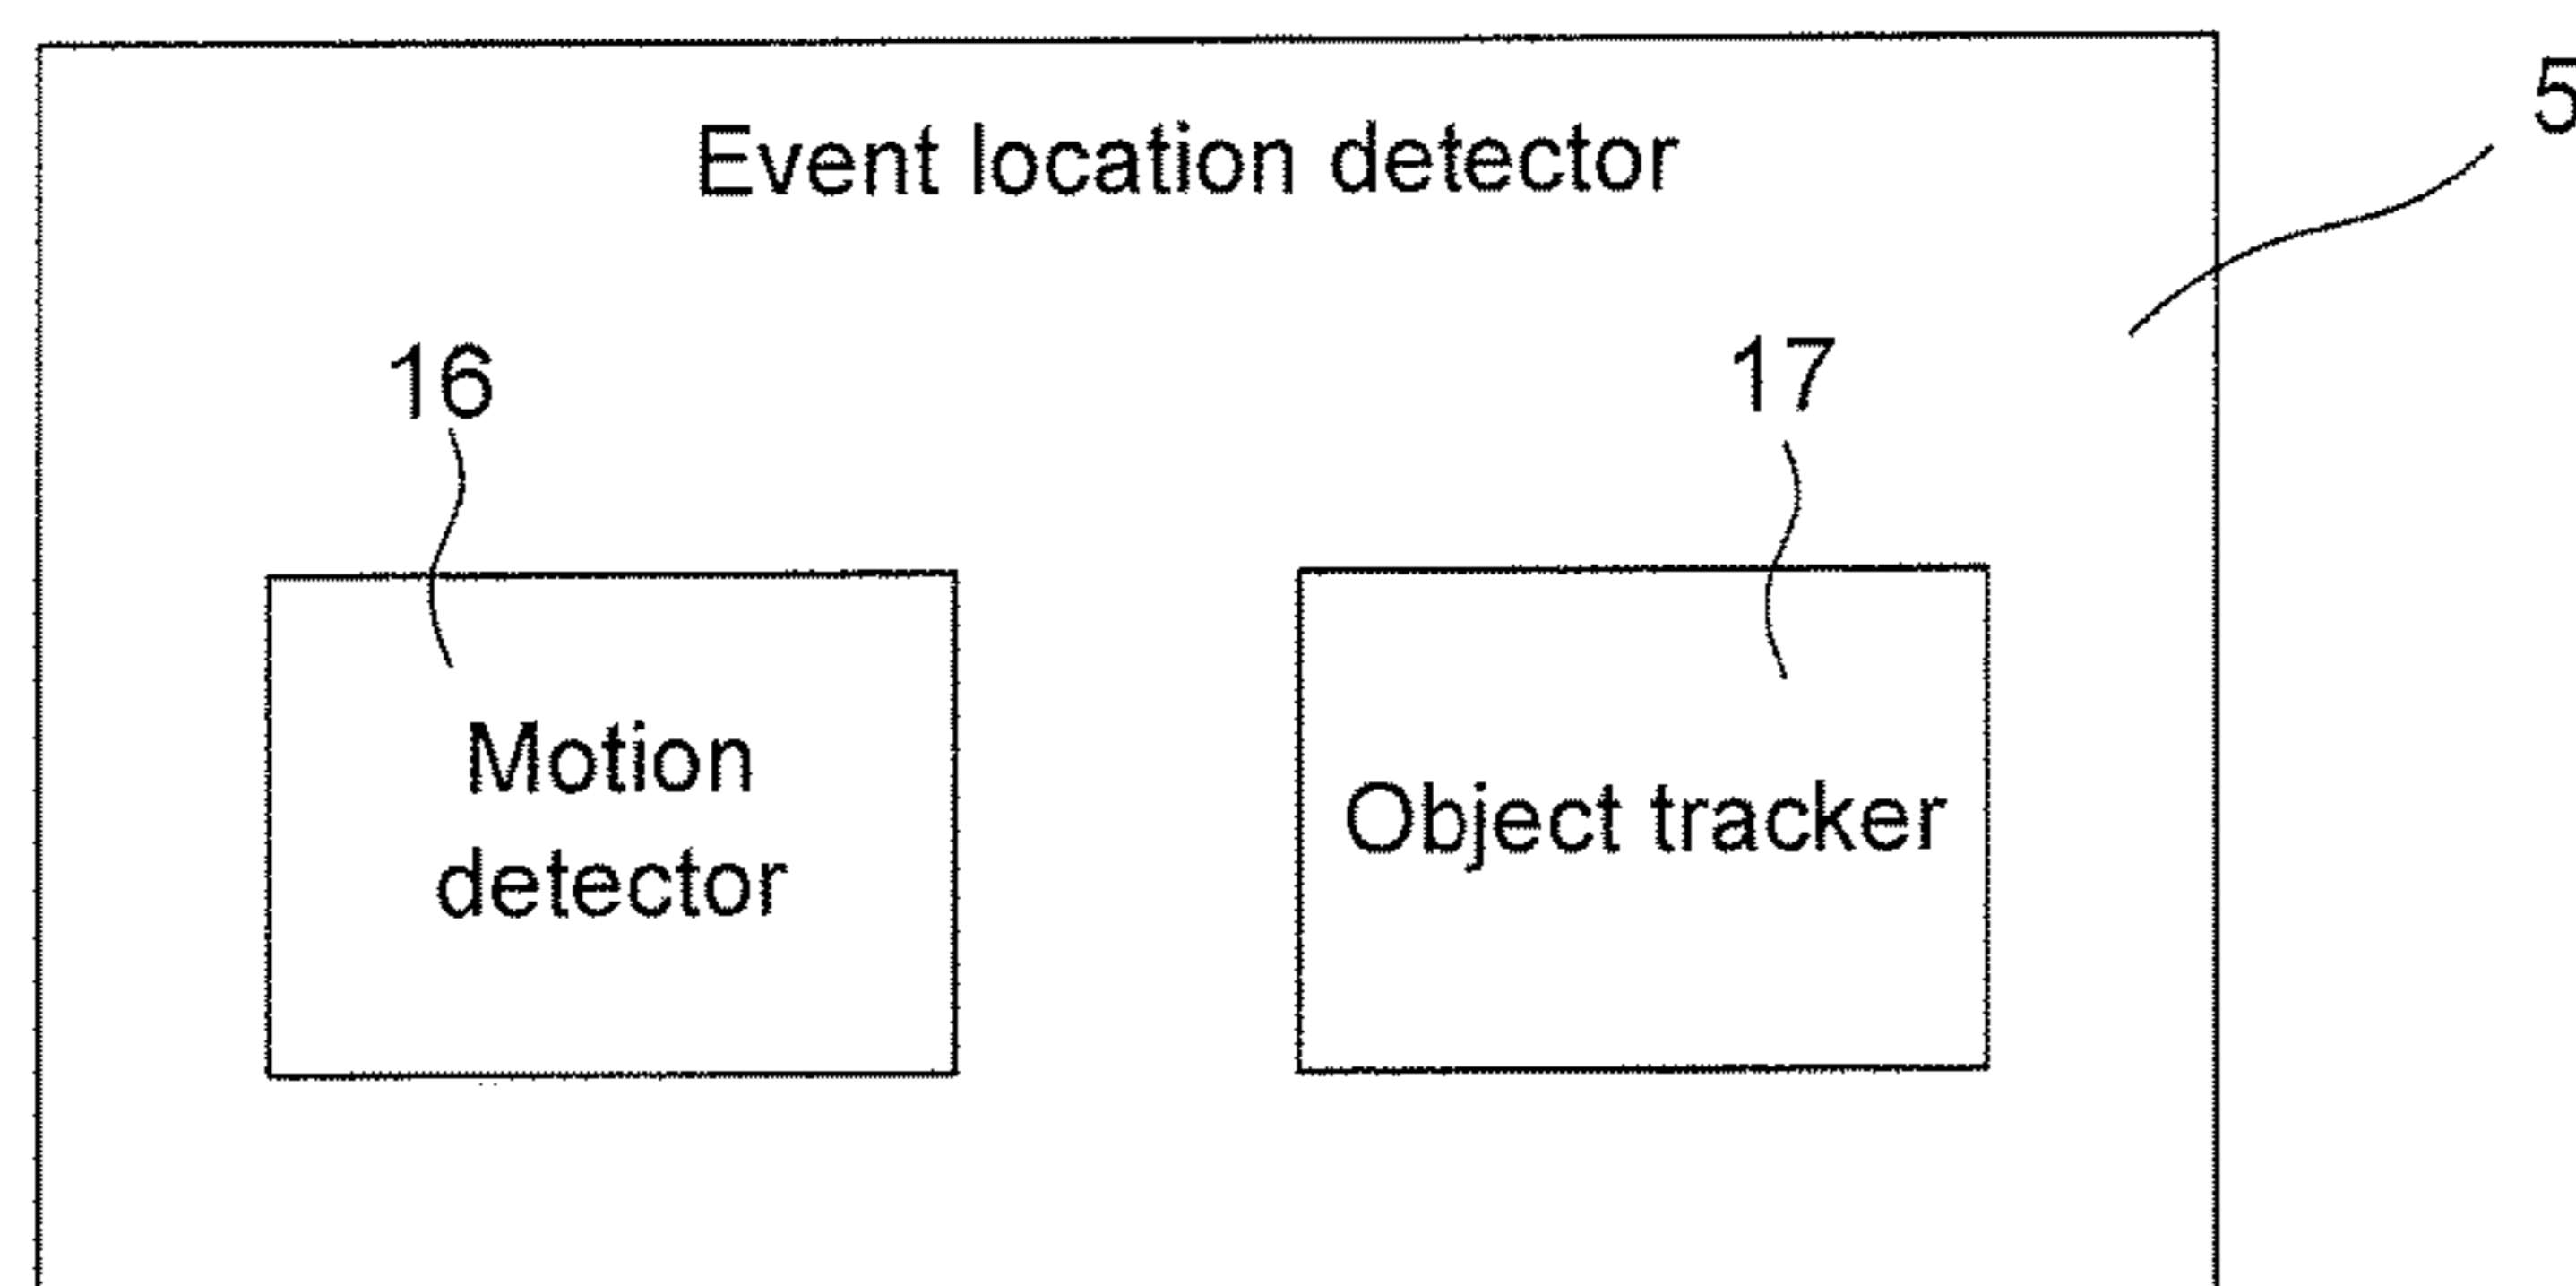 5
Event location detector
16
17
Motion
detector
Object tracker